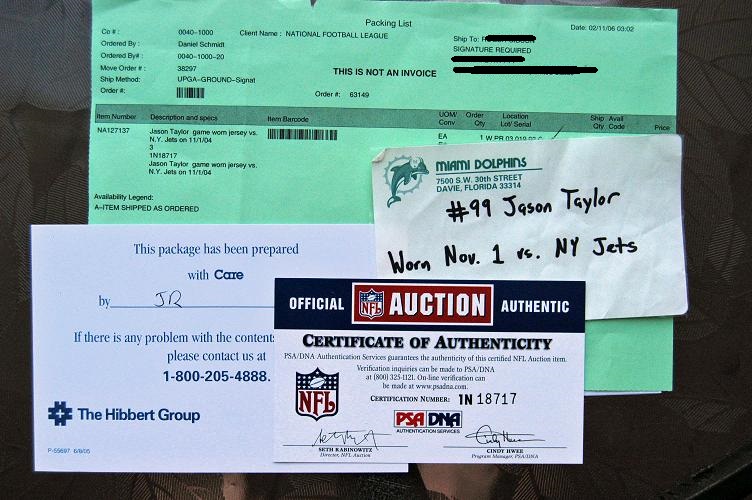 Packing List
Co # : 0040-1000
Client Name : NATIONAL FOOTBALL LEAGUE
Ship To:
Date: 02/11/06 03:02
Ordered By : Daniel Schmidt
SIGNATURE REQUIRED
Ordered By# : 0040-1000-20
Move Order # : 38297
THIS IS NOT AN INVOICE
Ship Method: UPGA-GROUND-Signat
Order #:
Order #: 63149
Item Number Description and specs Item Barcode UOM/ Conv Order Qty Location Lot/ Serial Ship Qty Avail Code Price
NA127137 Jason Taylor game worn jersey vs. EA 1
N.Y. Jets on 11/1/04
3
1N18717
Jason Taylor game worn jersey vs.
N.Y. Jets on 11/1/04
Availability Legend:
A-ITEM SHIPPED AS ORDERED
MIAMI DOLPHINS
7500 S.W. 30th STREET
DAVIE, FLORIDA 33314
#99 Jason Taylor
Worn Nov. 1 vs. NY Jets
This package has been prepared
with Care
by JR
If there is any problem with the contents
please contact us at
1-800-205-4888.
The Hibbert Group
P-55697 6/8/05
OFFICIAL NFL AUCTION AUTHENTIC
CERTIFICATE OF AUTHENTICITY
PSA/DNA Authentication Services guarantees the authenticity of this certified NFL Auction item.
Verification inquiries can be made to PSA/DNA
at (800) 325-1121. On-line verification can
be made at www.psadna.com.
CERTIFICATION NUMBER: 1N 18717
NFL
PSA DNA
AUTHENTICATION SERVICES
SETH RABINOWITZ
Director, NFL Auction
CINDY HWEE
Program Manager, PSA/DNA